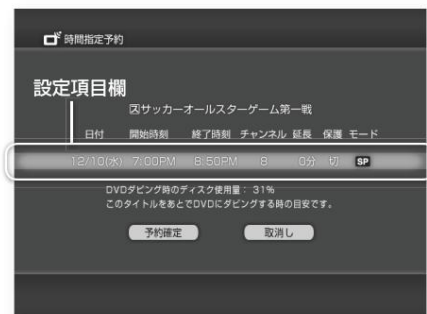 時間指定予約
設定項目欄
図サッカーオールスターゲーム第一戦
日付 開始時刻 終了時刻 チャンネル 延長 保護 モード
12/10(水) 7:00PM 8:50PM 8 0分 切 SP
DVDダビング時のディスク使用量： 31%
このタイトルをあとでDVDにダビングする時の目安です。
予約確定 取消し